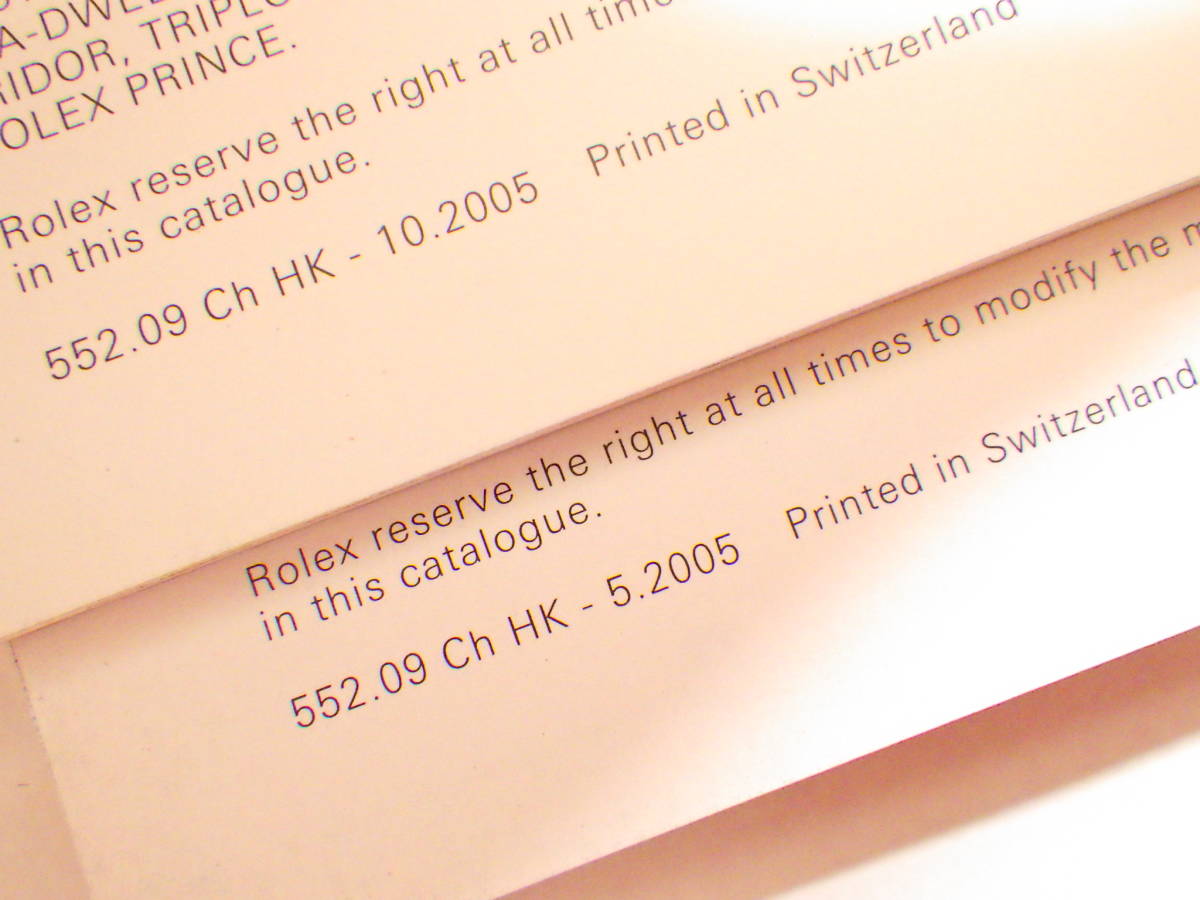 PRINCE.
Rolex reserve the right at all
in this catalogue.
552.09 Ch HK - 10.2005 Printed in Switzerland
Rolex reserve the right at all times to modify the
in this catalogue.
552.09 Ch HK - 5.2005 Printed in Switzerland